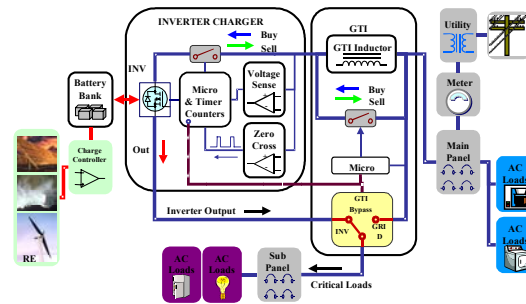 INVERTER CHARGER
GTI
Utility
Buy
Sell
GTI Inductor
Battery
Bank
INV
Micro
& Timer
Counters
Voltage
Sense
Buy
Sell
Meter
Charge
Controller
Out
Zero
Cross
Micro
Main
Panel
AC
Loads
GTI
Bypass
INV
GRI
D
Inverter Output
RE
AC
Loads
AC
Loads
AC
Loads
Sub
Panel
Critical Loads